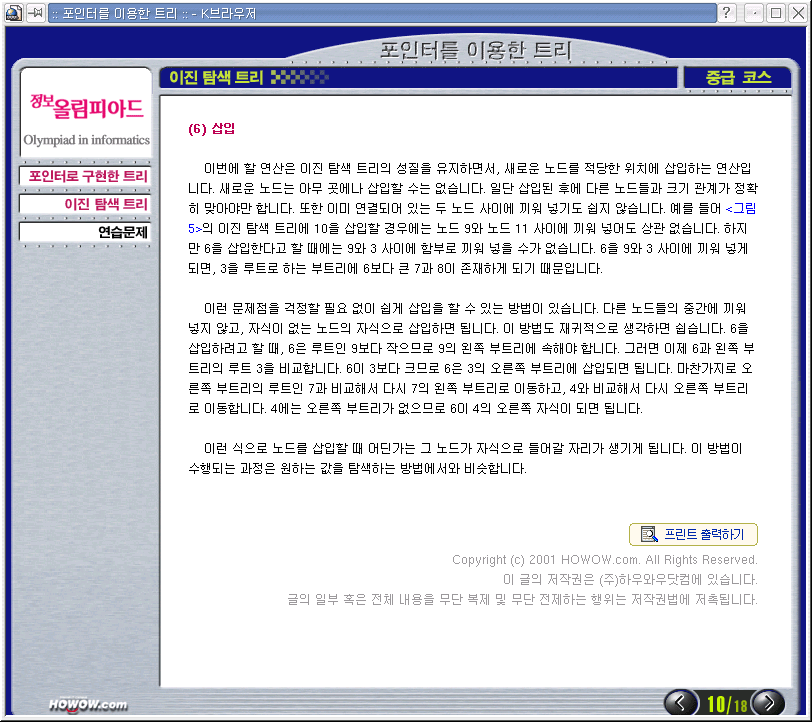 :: 포인터를 이용한 트리 :: - K브라우저
포인터를 이용한 트리
이진 탐색 트리
중급 코스
정보올림피아드
Olympiad in informatics
포인터로 구현한 트리
이진 탐색 트리
연습문제
(6) 삽입
이번에 할 연산은 이진 탐색 트리의 성질을 유지하면서, 새로운 노드를 적당한 위치에 삽입하는 연산입
니다. 새로운 노드는 아무 곳에나 삽입할 수는 없습니다. 일단 삽입된 후에 다른 노드들과 크기 관계가 정확
히 맞아야만 합니다. 또한 이미 연결되어 있는 두 노드 사이에 끼워 넣기도 쉽지 않습니다. 예를 들어 <그림
5>의 이진 탐색 트리에 10을 삽입할 경우에는 노드 9와 노드 11 사이에 끼워 넣어도 상관 없습니다. 하지
만 6을 삽입한다고 할 때에는 9와 3 사이에 함부로 끼워 넣을 수가 없습니다. 6을 9와 3 사이에 끼워 넣게
되면, 3을 루트로 하는 부트리에 6보다 큰 7과 8이 존재하게 되기 때문입니다.
이런 문제점을 걱정할 필요 없이 쉽게 삽입을 할 수 있는 방법이 있습니다. 다른 노드들의 중간에 끼워
넣지 않고, 자식이 없는 노드의 자식으로 삽입하면 됩니다. 이 방법도 재귀적으로 생각하면 쉽습니다. 6을
삽입하려고 할 때, 6은 루트인 9보다 작으므로 9의 왼쪽 부트리에 속해야 합니다. 그러면 이제 6과 왼쪽 부
트리의 루트 3을 비교합니다. 6이 3보다 크므로 6은 3의 오른쪽 부트리에 삽입되면 됩니다. 마찬가지로 오
른쪽 부트리의 루트인 7과 비교해서 다시 7의 왼쪽 부트리로 이동하고, 4와 비교해서 다시 오른쪽 부트리
로 이동합니다. 4에는 오른쪽 부트리가 없으므로 6이 4의 오른쪽 자식이 되면 됩니다.
이런 식으로 노드를 삽입할 때 어딘가는 그 노드가 자식으로 들어갈 자리가 생기게 됩니다. 이 방법이
수행되는 과정은 원하는 값을 탐색하는 방법에서와 비슷합니다.
프린트 출력하기
Copyright (c) 2001 HOWOW.com. All Rights Reserved.
이 글의 저작권은 (주)하우와우닷컴에 있습니다.
글의 일부 혹은 전체 내용을 무단 복제 및 무단 전제하는 행위는 저작권법에 저촉됩니다.
HOWOW.com
10/18